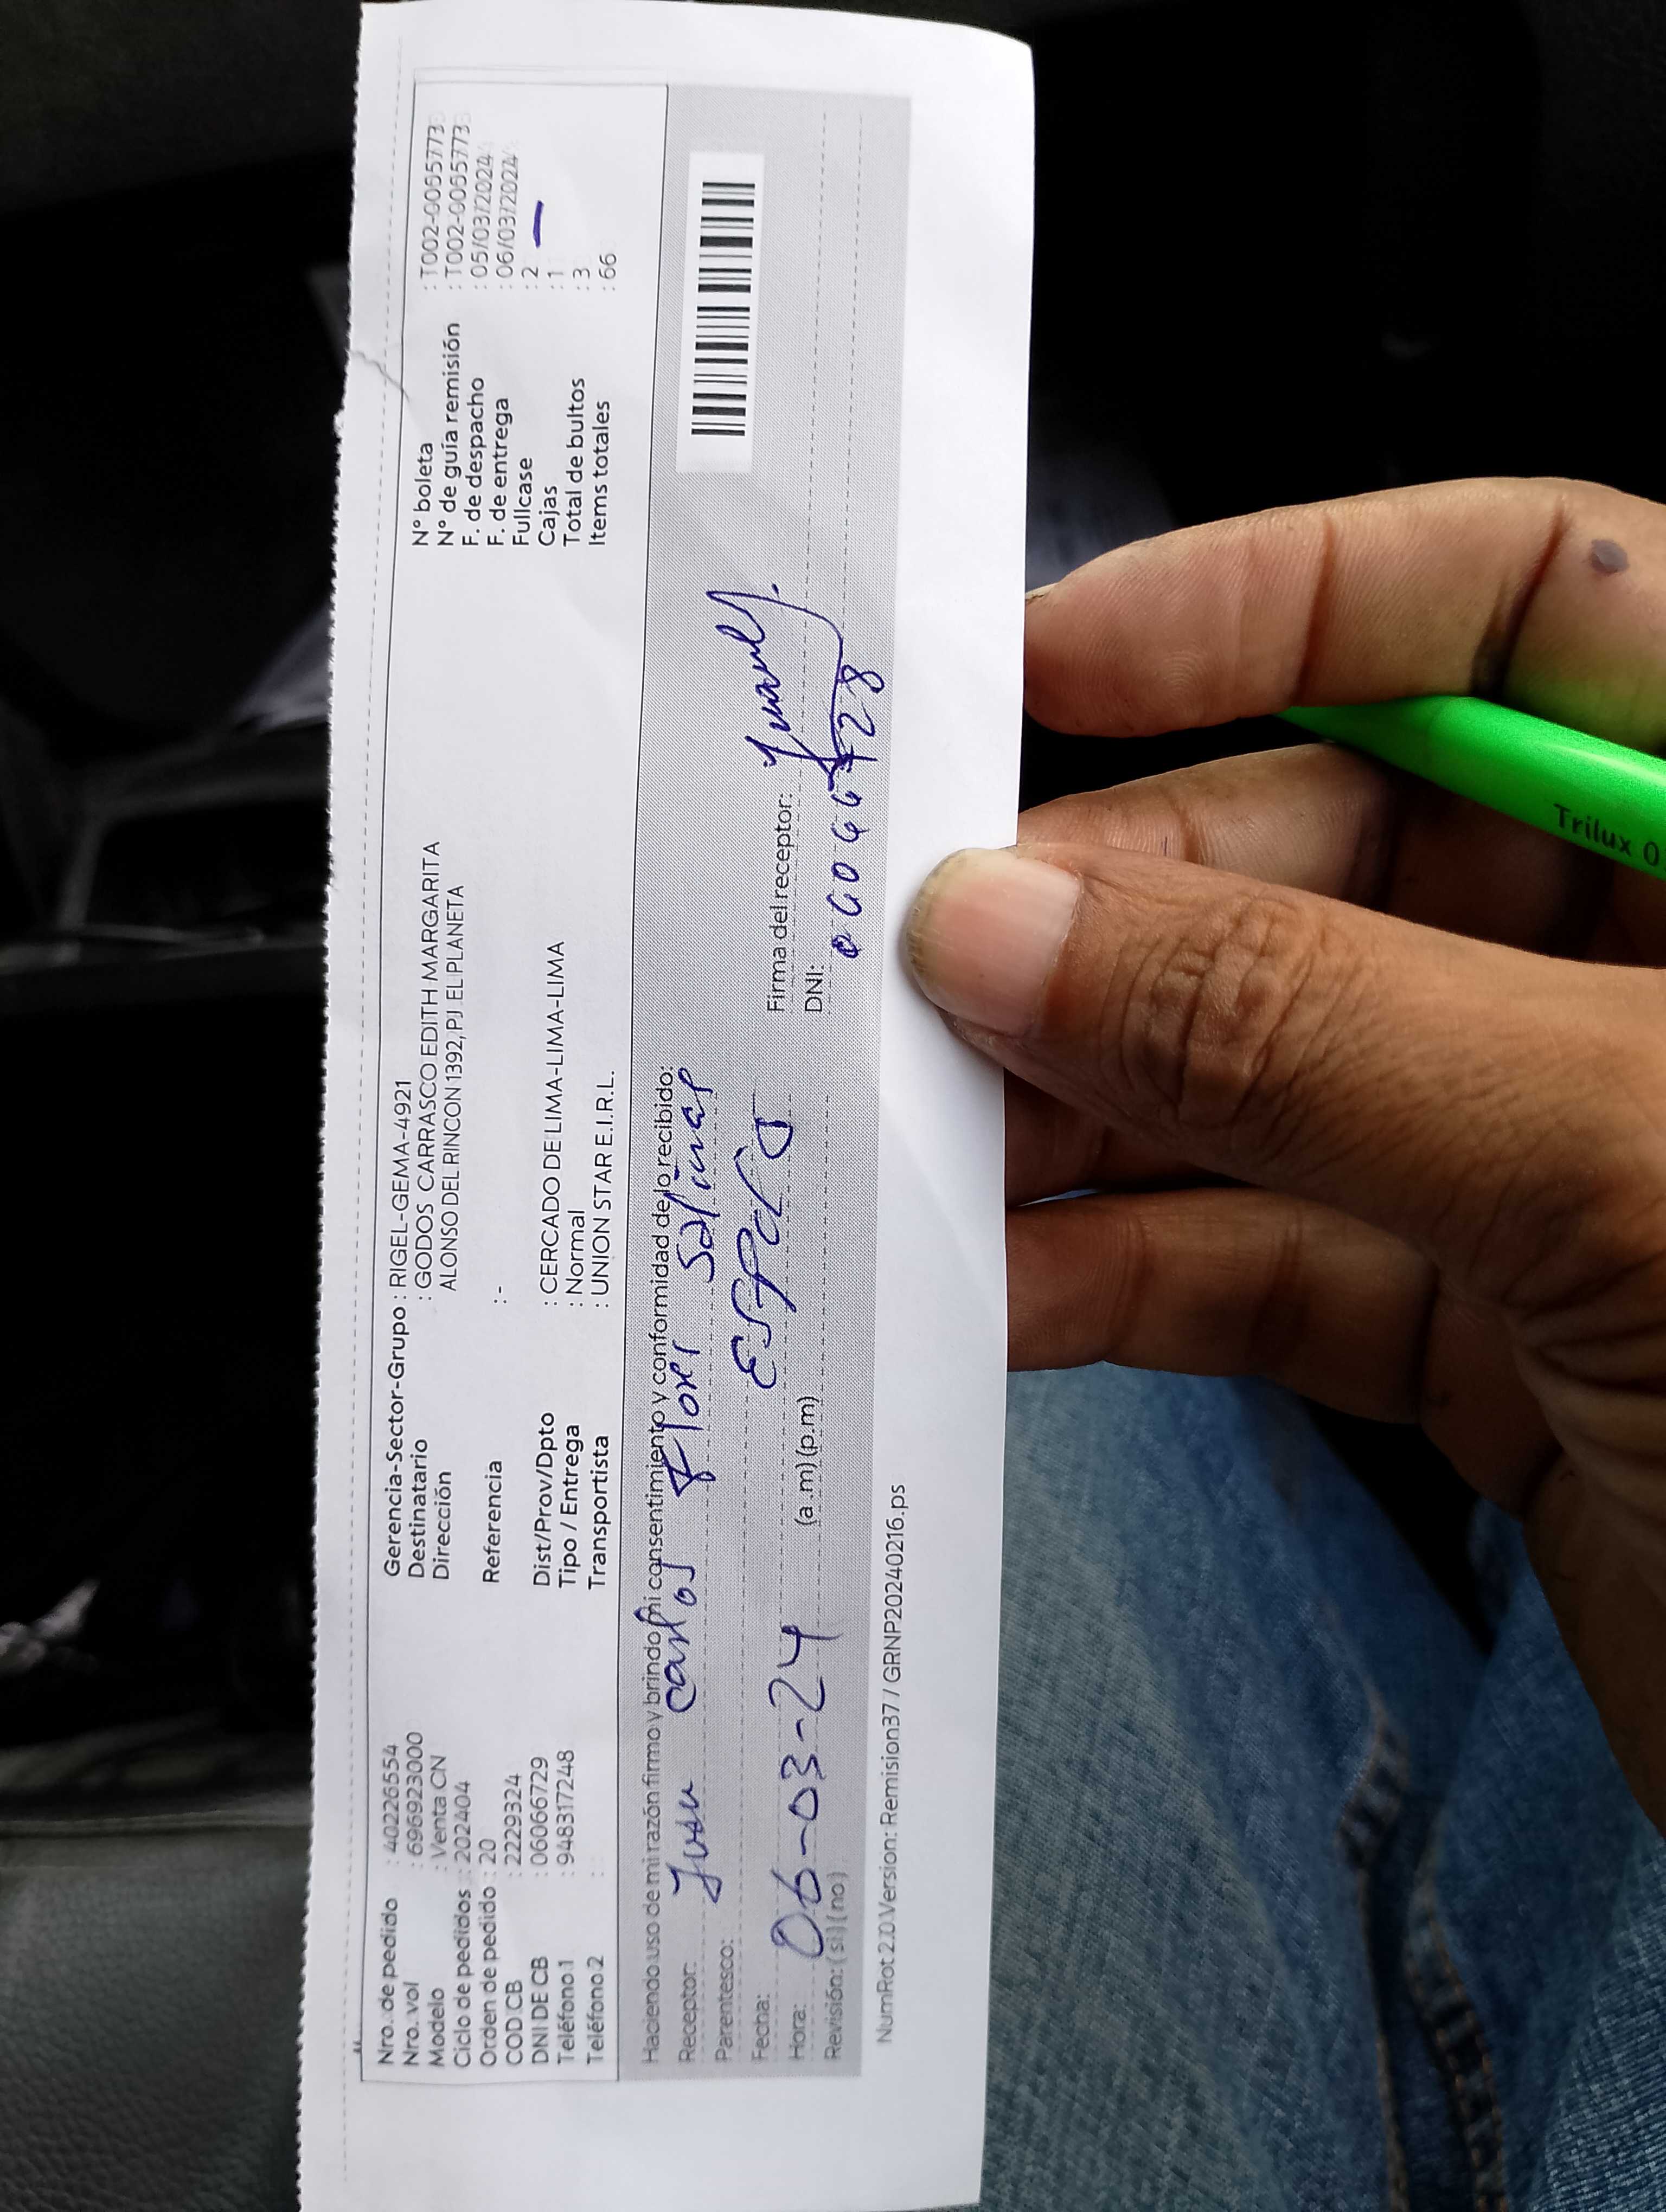 Nro. de pedido : 40226554
Nro. vol : 696923000
Modelo : Venta CN
Ciclo de pedidos : 202404
Orden de pedido : 20
COD CB : 2229324
DNI DE CB : 060667729
Teléfono 1 : 948317248
Teléfono 2 :
Gerencia-Sector-Grupo : RIGEL-GEMA-4921
Destinatario : GODOS CARRASCO EDITH MARGARITA
Dirección ALONSO DEL RINCON 1392, PJ EL PLANETA
Referencia : -
Dist/Prov/Dpto : CERCADO DE LIMA-LIMA-LIMA
Tipo / Entrega : Normal
Transportista : UNION STAR E.I.R.L.
N° boleta : T002-0055773
N° de guía remisión : T002-0055773
F. de despacho : 05/03/2024
F. de entrega : 06/03/2024
Fullcase : 2
Cajas : 1
Total de bultos : 3
Items totales : 66
Haciendo uso de mi razón firmo y brindo mi consentimiento y conformidad de lo recibido:
Receptor: Juan Carlos Flores Salinas
Parentesco: ESPOSO
Fecha: 06-03-24
Hora: (a.m)(p.m)
Revisión: (si) (no)
Firma del receptor:
DNI:
NumRot 2.0 Version: Remision37 / GRNP20240216.ps
Trilux 0